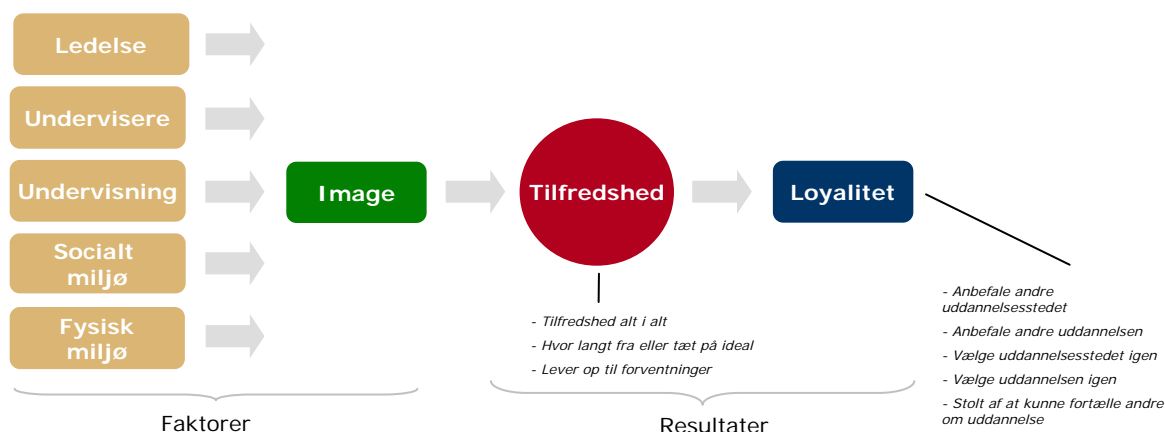 Ledelse
Undervisere
Undervisning
Socialt
miljø
Fysisk
miljø
Image
Tilfredshed
Loyalitet
- Tilfredshed alt i alt
- Hvor langt fra eller tæt på ideal
- Lever op til forventninger
- Anbefale andre
uddannelsesstedet
- Anbefale andre uddannelsen
- Vælge uddannelsesstedet igen
- Vælge uddannelsen igen
- Stolt af at kunne fortælle andre
om uddannelse
Faktorer
Resultater